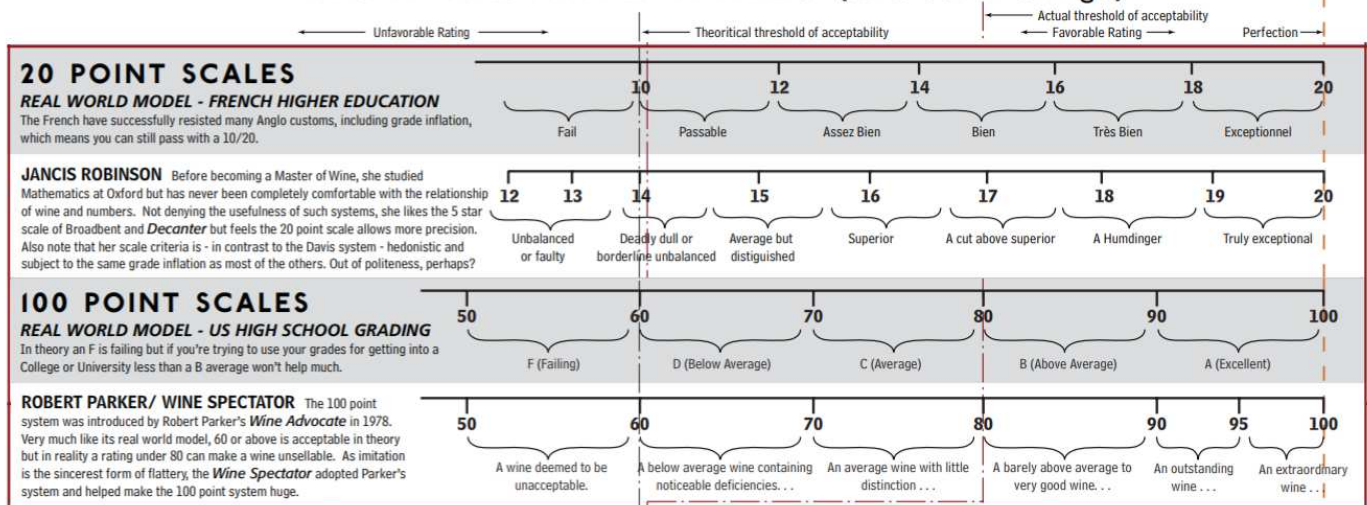 Actual threshold of acceptability
Unfavorable Rating
Theoritical threshold of acceptability
Favorable Rating
Perfection
20 POINT SCALES
REAL WORLD MODEL - FRENCH HIGHER EDUCATION
The French have successfully resisted many Anglo customs, including grade inflation,
which means you can still pass with a 10/20.
10 12 14 16 18 20
Fail Passable Assez Bien Bien Très Bien Exceptionnel
JANCIS ROBINSON Before becoming a Master of Wine, she studied
Mathematics at Oxford but has never been completely comfortable with the relationship
of wine and numbers. Not denying the usefulness of such systems, she likes the 5 star
scale of Broadbent and Decanter but feels the 20 point scale allows more precision.
Also note that her scale criteria is - in contrast to the Davis system - hedonistic and
subject to the same grade inflation as most of the others. Out of politeness, perhaps?
12 13 14 15 16 17 18 19 20
Unbalanced
or faulty
Deadly dull or
borderline unbalanced
Average but
distiguished
Superior
A cut above superior
A Humdinger
Truly exceptional
100 POINT SCALES
REAL WORLD MODEL - US HIGH SCHOOL GRADING
In theory an F is failing but if you're trying to use your grades for getting into a
College or University less than a B average won't help much.
50 60 70 80 90 100
F (Failing) D (Below Average) C (Average) B (Above Average) A (Excellent)
ROBERT PARKER/ WINE SPECTATOR The 100 point
system was introduced by Robert Parker's Wine Advocate in 1978.
Very much like its real world model, 60 or above is acceptable in theory
but in reality a rating under 80 can make a wine unsellable. As imitation
is the sincerest form of flattery, the Wine Spectator adopted Parker's
system and helped make the 100 point system huge.
50 60 70 80 90 95 100
A wine deemed to be
unacceptable.
A below average wine containing
noticeable deficiencies. . .
An average wine with little
distinction . . .
A barely above average to
very good wine. . .
An outstanding
wine . . .
An extraordinary
wine . . .